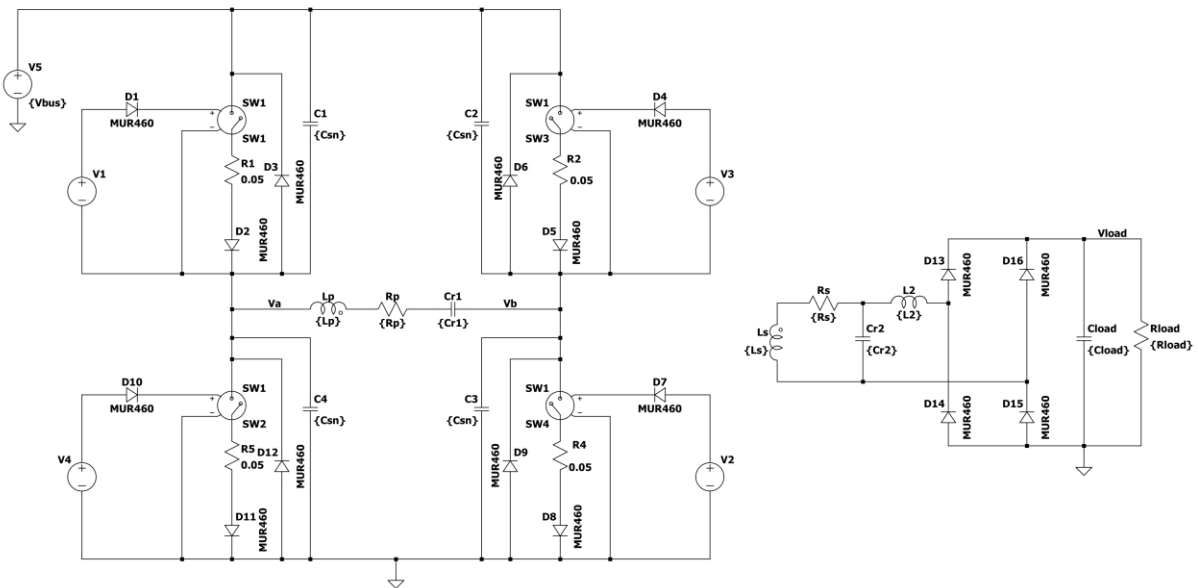 V5
{Vbus}
D1
MUR460
+
−
SW1
SW1
V1
R1
0.05
D3
MUR460
D2
MUR460
C1
{Csn}
C2
{Csn}
D6
MUR460
SW1
SW3
+
−
D4
MUR460
R2
0.05
D5
MUR460
V3
Va
Lp
{Lp}
Rp
{Rp}
Cr1
{Cr1}
Vb
D10
MUR460
+
−
SW1
SW2
V4
R5
0.05
D12
MUR460
D11
MUR460
C4
{Csn}
C3
{Csn}
D9
MUR460
SW1
SW4
+
−
D7
MUR460
R4
0.05
D8
MUR460
V2
Ls
{Ls}
Rs
{Rs}
Cr2
{Cr2}
L2
{L2}
D13
MUR460
D16
MUR460
D14
MUR460
D15
MUR460
Vload
Cload
{Cload}
Rload
{Rload}